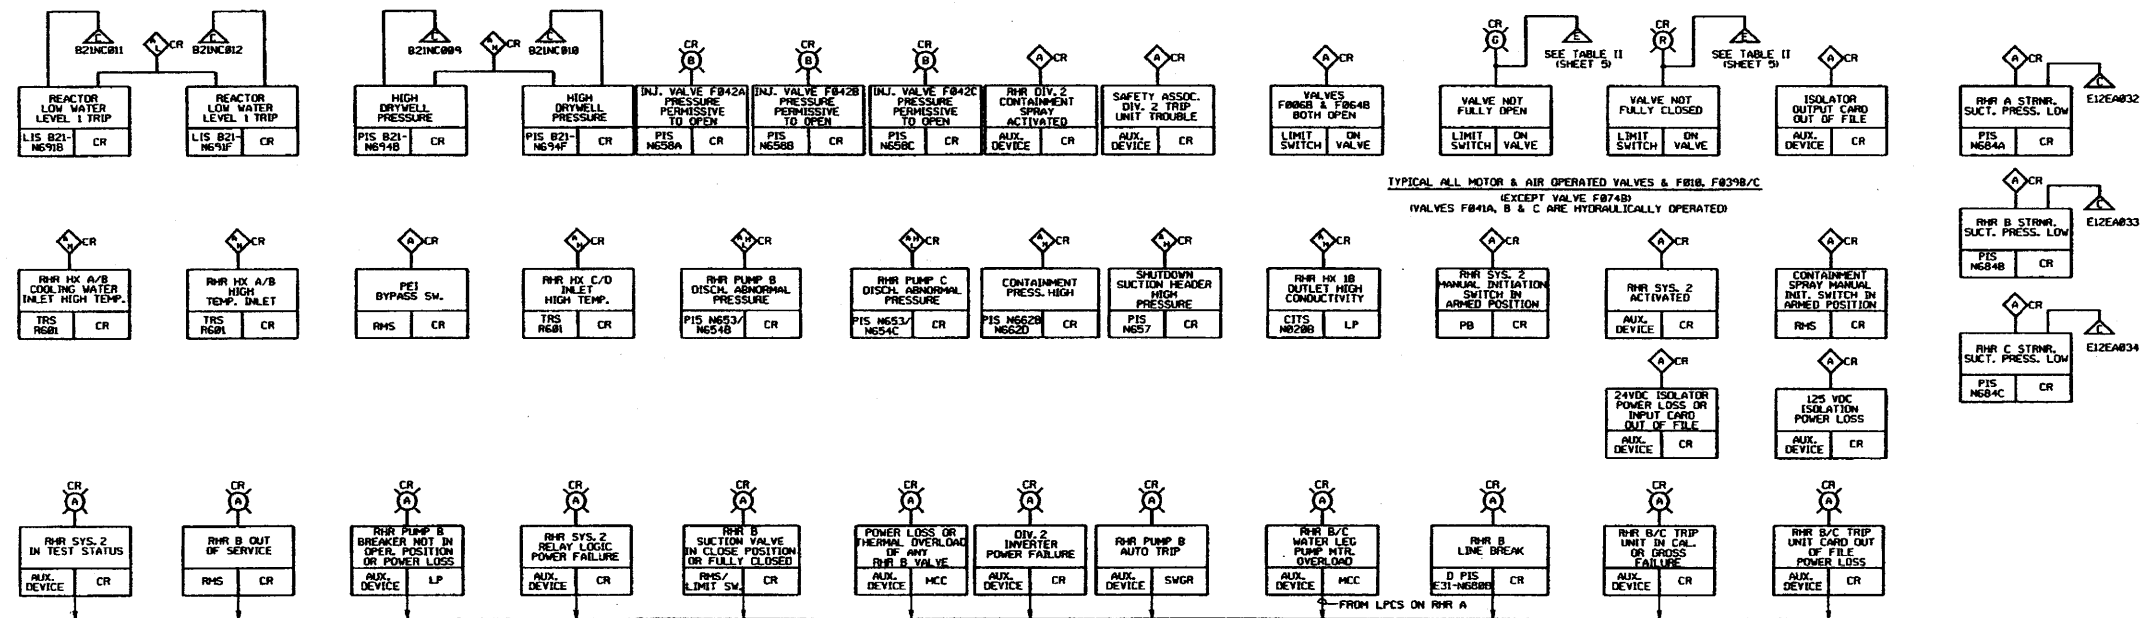 CR
CR
B21NC011
A
L
CR
B21NC012
B21NC009
A
H
CR
B21NC010
CR
B
CR
B
CR
B
A
CR
A
CR
A
CR
G
SEE TABLE II
(SHEET 5)
R
SEE TABLE II
(SHEET 5)
A
CR
A
CR
C
E12EA032
REACTOR
LOW WATER
LEVEL 1 TRIP
LIS B21-
N691B
CR
REACTOR
LOW WATER
LEVEL 1 TRIP
LIS B21-
N691F
CR
HIGH
DRYWELL
PRESSURE
PIS B21-
N694B
CR
HIGH
DRYWELL
PRESSURE
PIS B21-
N694F
CR
INJ. VALVE F042A
PRESSURE
PERMISSIVE
TO OPEN
PIS
N658A
CR
INJ. VALVE F042B
PRESSURE
PERMISSIVE
TO OPEN
PIS
N658B
CR
INJ. VALVE F042C
PRESSURE
PERMISSIVE
TO OPEN
PIS
N658C
CR
RHR DIV. 2
CONTAINMENT
SPRAY
ACTIVATED
AUX.
DEVICE
CR
SAFETY ASSOC.
DIV. 2 TRIP
UNIT TROUBLE
AUX.
DEVICE
CR
VALVES
F006B & F064B
BOTH OPEN
LIMIT
SWITCH
ON
VALVE
VALVE NOT
FULLY OPEN
LIMIT
SWITCH
ON
VALVE
VALVE NOT
FULLY CLOSED
LIMIT
SWITCH
ON
VALVE
ISOLATOR
OUTPUT CARD
OUT OF FILE
AUX.
DEVICE
CR
RHR A STRNR.
SUCT. PRESS. LOW
PIS
N684A
CR
TYPICAL ALL MOTOR & AIR OPERATED VALVES & F010, F039B/C
(EXCEPT VALVE F074B)
(VALVES F041A, B & C ARE HYDRAULICALLY OPERATED)
A
CR
C
E12EA033
RHR B STRNR.
SUCT. PRESS. LOW
PIS
N684B
CR
RHR HX A/B
COOLING WATER
INLET HIGH TEMP.
TRS
R601
CR
RHR HX A/B
HIGH
TEMP. INLET
TRS
R601
CR
PEI
BYPASS SW.
RMS
CR
RHR HX C/D
INLET
HIGH TEMP.
TRS
R601
CR
RHR PUMP B
DISCH. ABNORMAL
PRESSURE
PIS N653/
N654B
CR
RHR PUMP C
DISCH. ABNORMAL
PRESSURE
PIS N653/
N654C
CR
CONTAINMENT
PRESS. HIGH
PIS N662B
N662D
CR
SHUTDOWN
SUCTION HEADER
HIGH
PRESSURE
PIS
N657
CR
RHR HX 1B
OUTLET HIGH
CONDUCTIVITY
CITS
N020B
LP
RHR SYS. 2
MANUAL INITIATION
SWITCH IN
ARMED POSITION
PB
CR
RHR SYS. 2
ACTIVATED
AUX.
DEVICE
CR
CONTAINMENT
SPRAY MANUAL
INIT. SWITCH IN
ARMED POSITION
RMS
CR
A
CR
C
E12EA034
RHR C STRNR.
SUCT. PRESS. LOW
PIS
N684C
CR
A
CR
24VDC ISOLATOR
POWER LOSS OR
INPUT CARD
OUT OF FILE
AUX.
DEVICE
CR
A
CR
125 VDC
ISOLATION
POWER LOSS
AUX.
DEVICE
CR
RHR SYS. 2
IN TEST STATUS
AUX.
DEVICE
CR
RHR B OUT
OF SERVICE
RMS
CR
RHR PUMP B
BREAKER NOT IN
OPER. POSITION
OR POWER LOSS
AUX.
DEVICE
LP
RHR SYS. 2
RELAY LOGIC
POWER FAILURE
AUX.
DEVICE
CR
RHR B
SUCTION VALVE
IN CLOSE POSITION
OR FULLY CLOSED
RMS/
LIMIT SW.
CR
POWER LOSS OR
THERMAL OVERLOAD
OF ANY
RHR B VALVE
AUX.
DEVICE
MCC
DIV. 2
INVERTER
POWER FAILURE
AUX.
DEVICE
CR
RHR PUMP B
AUTO TRIP
AUX.
DEVICE
SWGR
RHR B/C
WATER LEG
PUMP MTR.
OVERLOAD
AUX.
DEVICE
MCC
RHR B
LINE BREAK
D PIS
E31-N680B
CR
RHR B/C TRIP
UNIT IN CAL.
OR GROSS
FAILURE
AUX.
DEVICE
CR
RHR B/C TRIP
UNIT CARD OUT
OF FILE
POWER LOSS
AUX.
DEVICE
CR
FROM LPCS ON RHR A